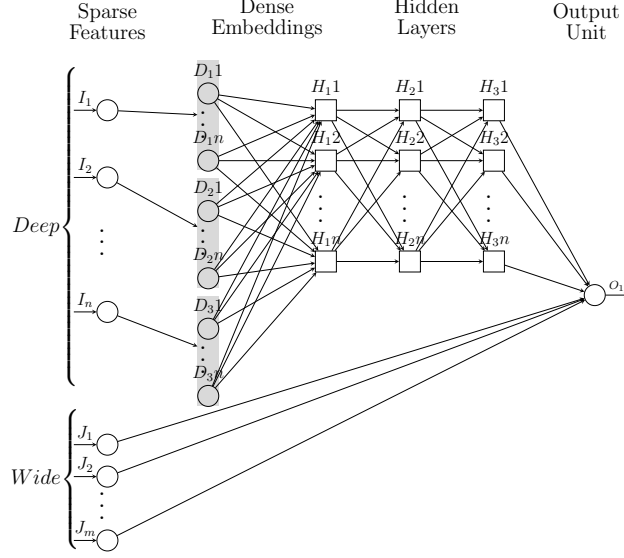 Sparse
Features
Dense
Embeddings
Hidden
Layers
Output
Unit
Deep
I₁
I₂
Iₙ
D₁1
D₁n
D₂1
D₂n
D₃1
D₃n
H₁1
H₁2
H₁n
H₂1
H₂2
H₂n
H₃1
H₃2
H₃n
O₁
Wide
J₁
J₂
Jₘ